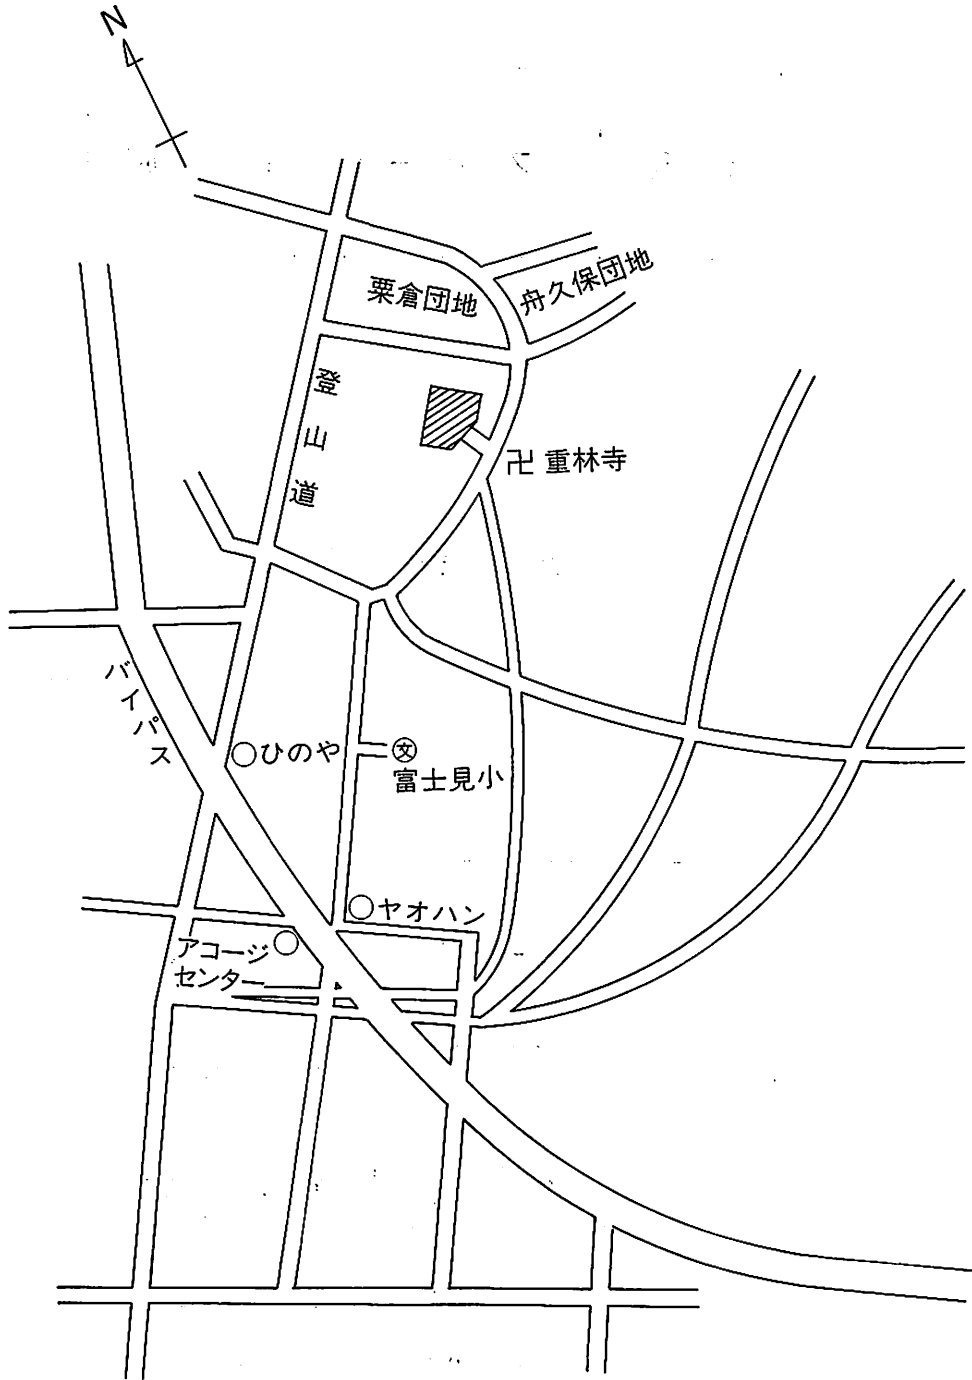 N
粟倉団地
舟久保団地
登山道
卍 重林寺
バイパス
ひのや
文
富士見小
ヤオハン
アコージ
センター